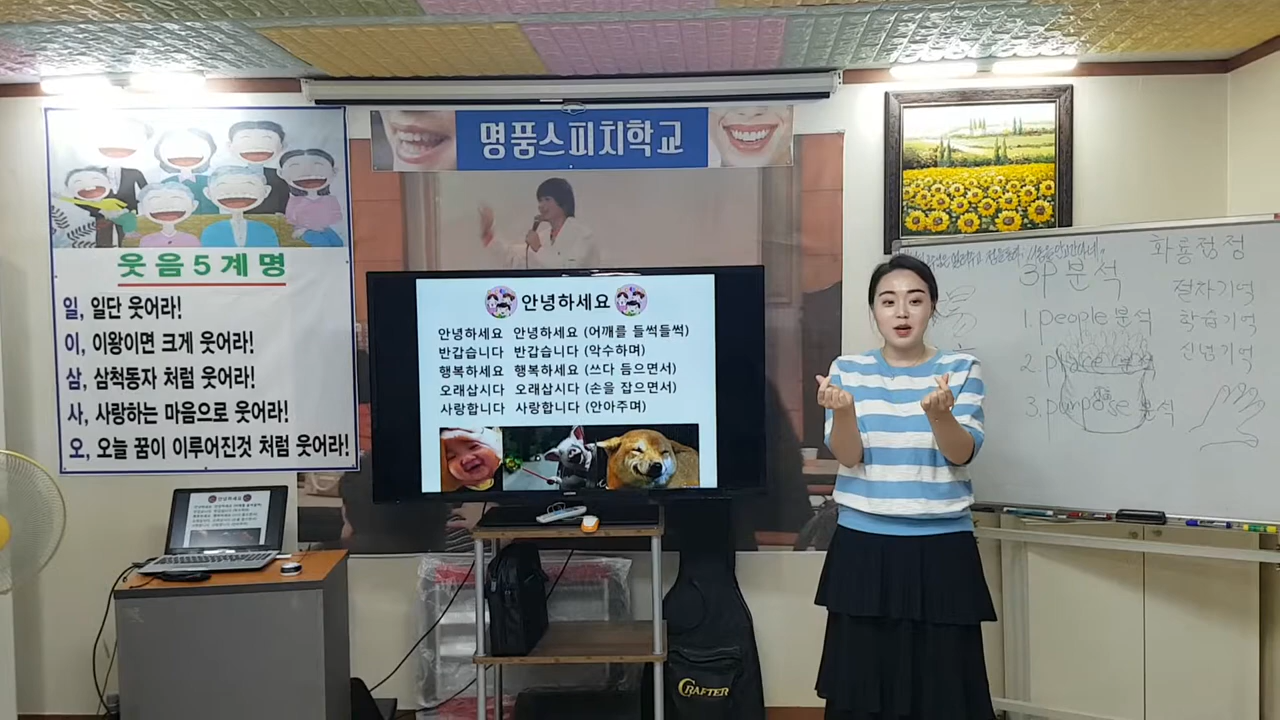 명품스피치학교
웃음5계명
일, 일단 웃어라!
이, 이왕이면 크게 웃어라!
삼, 삼척동자 처럼 웃어라!
사, 사랑하는 마음으로 웃어라!
오, 오늘 꿈이 이루어진것 처럼 웃어라!
안녕하세요
안녕하세요 안녕하세요 (어깨를 들썩들썩)
반갑습니다 반갑습니다 (악수하며)
행복하세요 행복하세요 (쓰다 듬으면서)
오래삽시다 오래삽시다 (손을 잡으면서)
사랑합니다 사랑합니다 (안아주며)
화룡점정
3P분석
1. people 분석
2.
3. purpose 분석
절차기억
학습기억
신념기억
CRAFTER